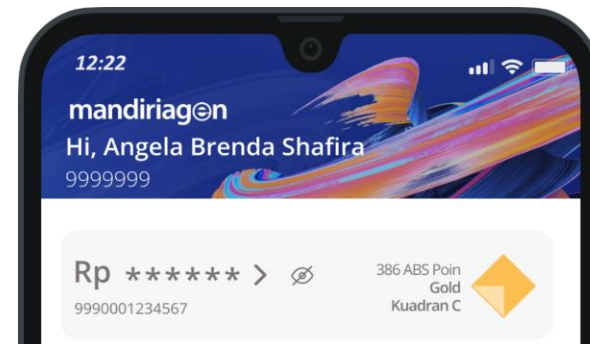 12:22
mandiriagen
Hi, Angela Brenda Shafira
9999999
Rp ****** >
9990001234567
386 ABS Poin
Gold
Kuadran C